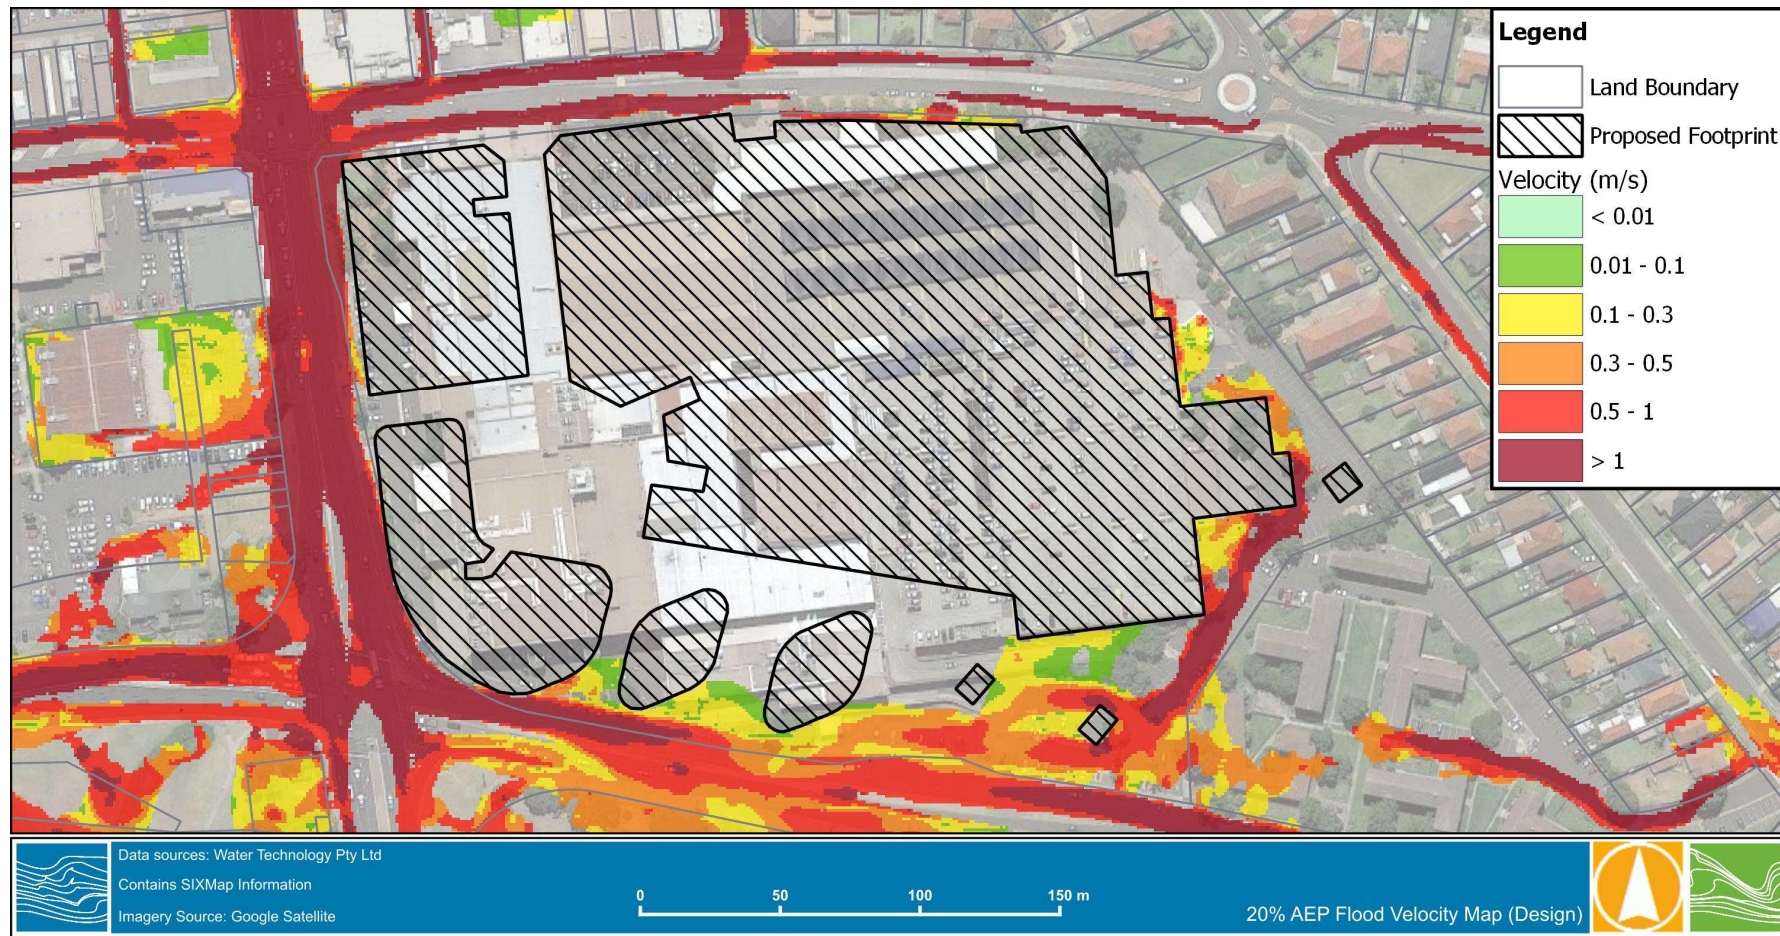 Legend
Land Boundary
Proposed Footprint
Velocity (m/s)
< 0.01
0.01 - 0.1
0.1 - 0.3
0.3 - 0.5
0.5 - 1
> 1
Data sources: Water Technology Pty Ltd
Contains SIXMap Information
Imagery Source: Google Satellite
0 50 100 150 m
20% AEP Flood Velocity Map (Design)